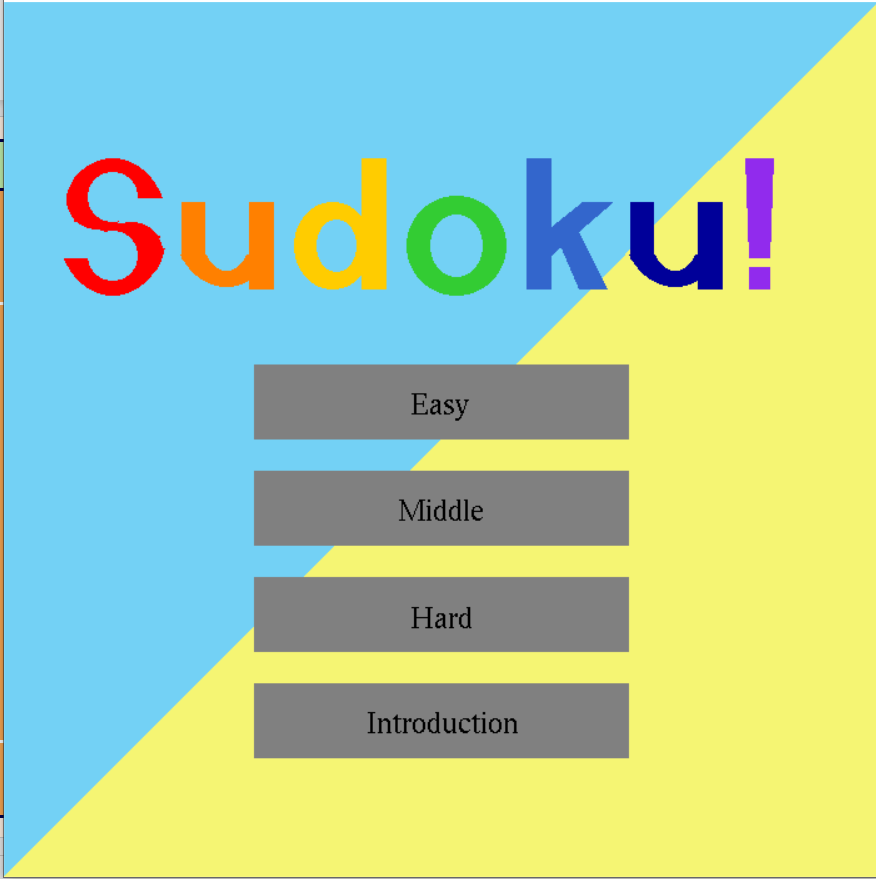 Sudoku!
Easy
Middle
Hard
Introduction